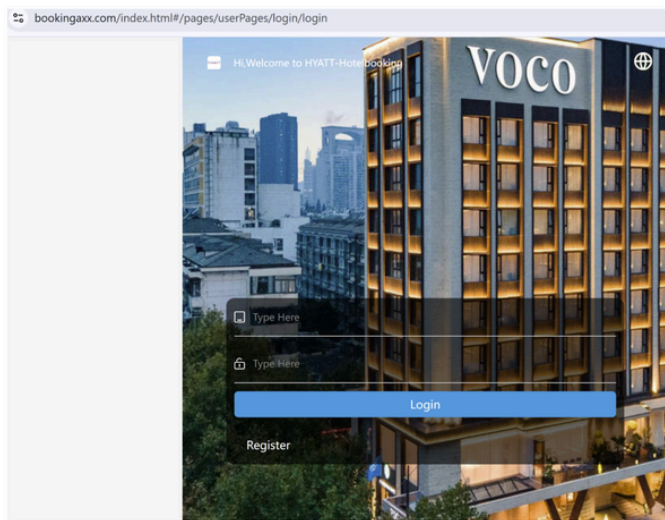 bookingaxx.com/index.html#/pages/userPages/login/login
Hi,Welcome to HYATT-Hotelbooking
VOCO
Type Here
Type Here
Login
Register